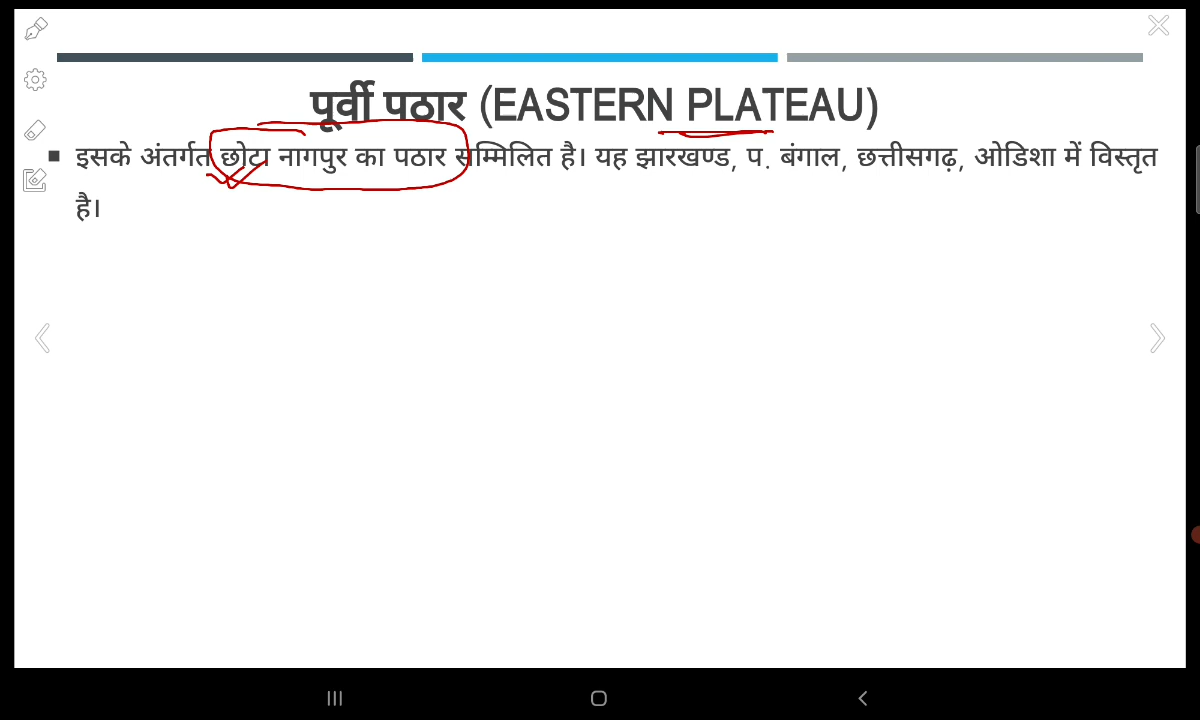 पूर्वी पठार (EASTERN PLATEAU)
▪ इसके अंतर्गत छोटा नागपुर का पठार सम्मिलित है। यह झारखण्ड, प. बंगाल, छत्तीसगढ़, ओडिशा में विस्तृत
है।